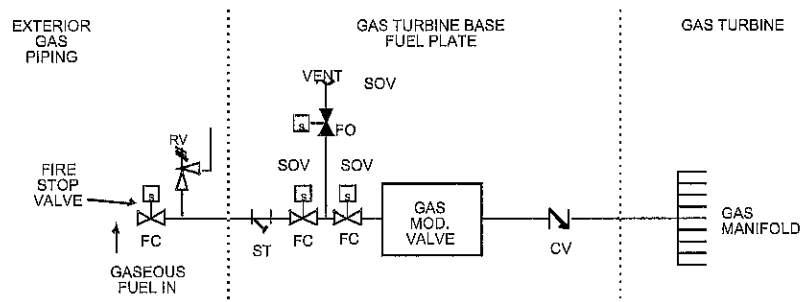 EXTERIOR
GAS
PIPING
GAS TURBINE BASE
FUEL PLATE
GAS TURBINE
VENT
SOV
S
FO
RV
FIRE
STOP
VALVE
S
FC
GASEOUS
FUEL IN
ST
SOV
S
FC
SOV
S
FC
GAS
MOD.
VALVE
CV
GAS
MANIFOLD